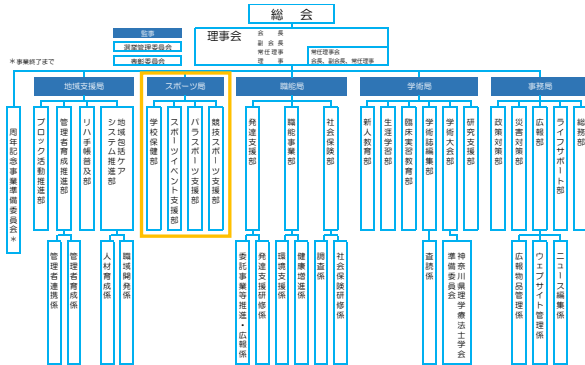 総 会
理事会
会 長
副 会 長
常任理事
理 事
常任理事会
会長、副会長、常任理事
監事
選挙管理委員会
表彰委員会
＊事業終了まで
地域支援局
スポーツ局
職能局
学術局
事務局
周年記念事業準備委員会＊
ブロック活動推進部
管理者育成推進部
リハ手帳普及部
地域包括ケア
システム推進部
学校保健部
スポーツイベント支援部
パラスポーツ支援部
競技スポーツ支援部
発達支援部
職能事業部
社会保険部
新人教育部
生涯学習部
臨床実習教育部
学術誌編集部
学術大会部
研究支援部
政策対策部
災害対策部
広報部
ライフサポート部
総務部
管理者連携係
管理者育成係
人材育成係
職域開発係
委託事業等推進・広報係
発達支援研修係
環境支援係
健康増進係
調査係
社会保険研修係
査読係
神奈川県理学療法士学会
準備委員会
広報物品管理係
ウェブサイト管理係
ニュース編集係